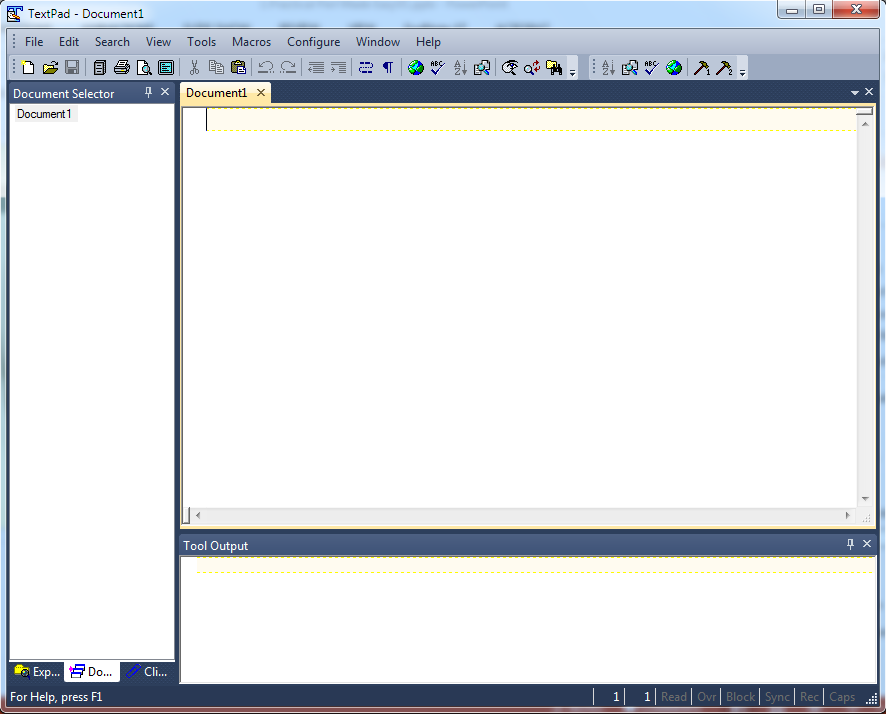 TextPad - Document1
File Edit Search View Tools Macros Configure Window Help
Document Selector
Document1
Document1
Tool Output
Exp... Do... Cli...
For Help, press F1
1 1 Read Ovr Block Sync Rec Caps